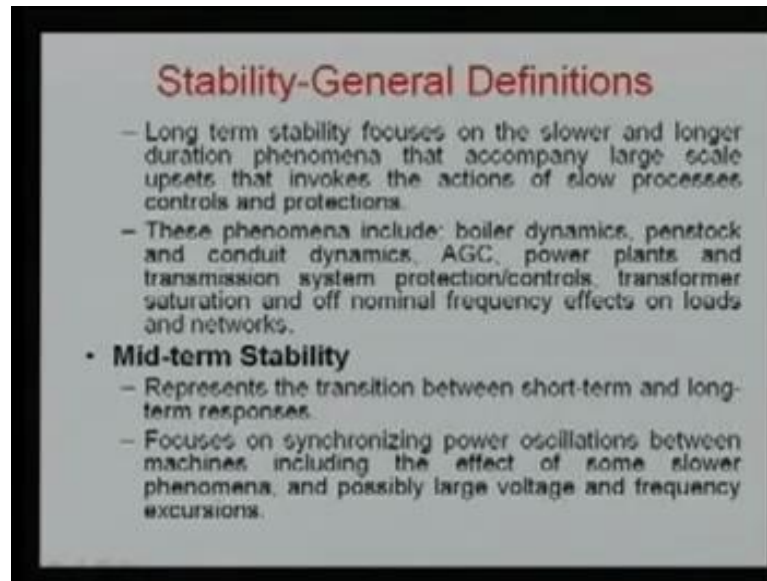 Stability-General Definitions
– Long term stability focuses on the slower and longer
duration phenomena that accompany large scale
upsets that invokes the actions of slow processes
controls and protections.
– These phenomena include: boiler dynamics, penstock
and conduit dynamics, AGC, power plants and
transmission system protection/controls, transformer
saturation and off nominal frequency effects on loads
and networks.
• Mid-term Stability
– Represents the transition between short-term and long-
term responses.
– Focuses on synchronizing power oscillations between
machines including the effect of some slower
phenomena, and possibly large voltage and frequency
excursions.